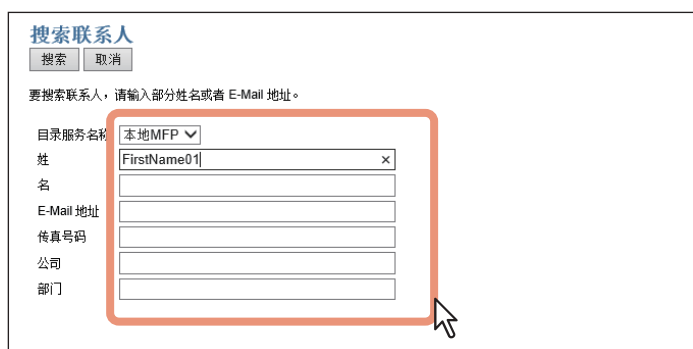 搜索联系人
搜索 取消
要搜索联系人，请输入部分姓名或者 E-Mail 地址。
目录服务名称 本地MFP
姓 FirstName01 ×
名
E-Mail 地址
传真号码
公司
部门